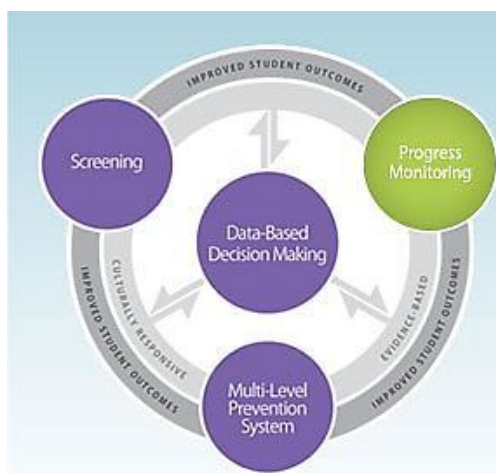 IMPROVED STUDENT OUTCOMES
Screening
Progress
Monitoring
Data-Based
Decision Making
IMPROVED STUDENT OUTCOMES
CULTURALLY RESPONSIVE
EVIDENCE-BASED
IMPROVED STUDENT OUTCOMES
Multi-Level
Prevention
System